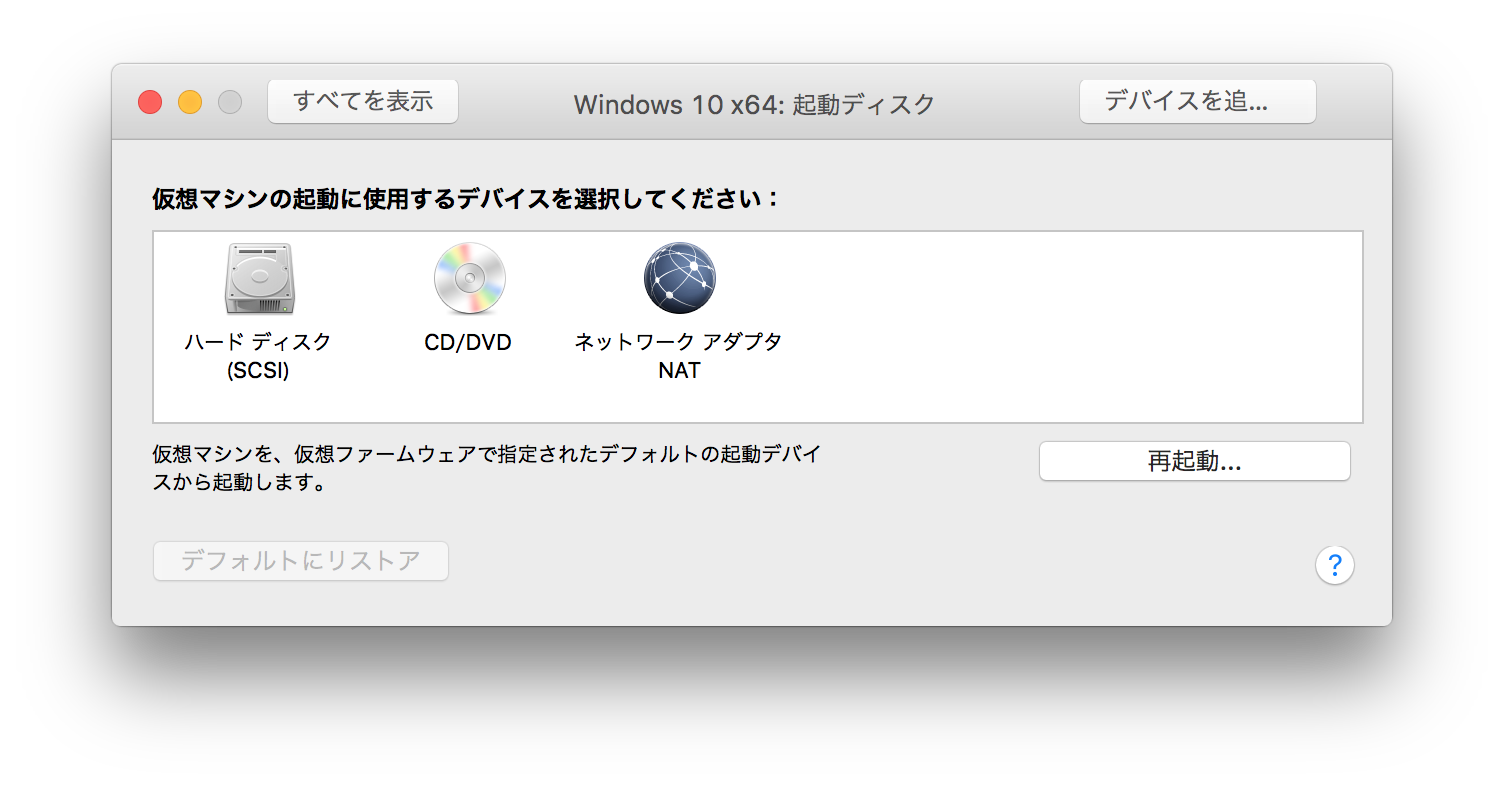 すべてを表示
Windows 10 x64: 起動ディスク
デバイスを追...
仮想マシンの起動に使用するデバイスを選択してください：
ハード ディスク
(SCSI)
CD/DVD
ネットワーク アダプタ
NAT
仮想マシンを、仮想ファームウェアで指定されたデフォルトの起動デバイ
スから起動します。
再起動...
デフォルトにリストア
?